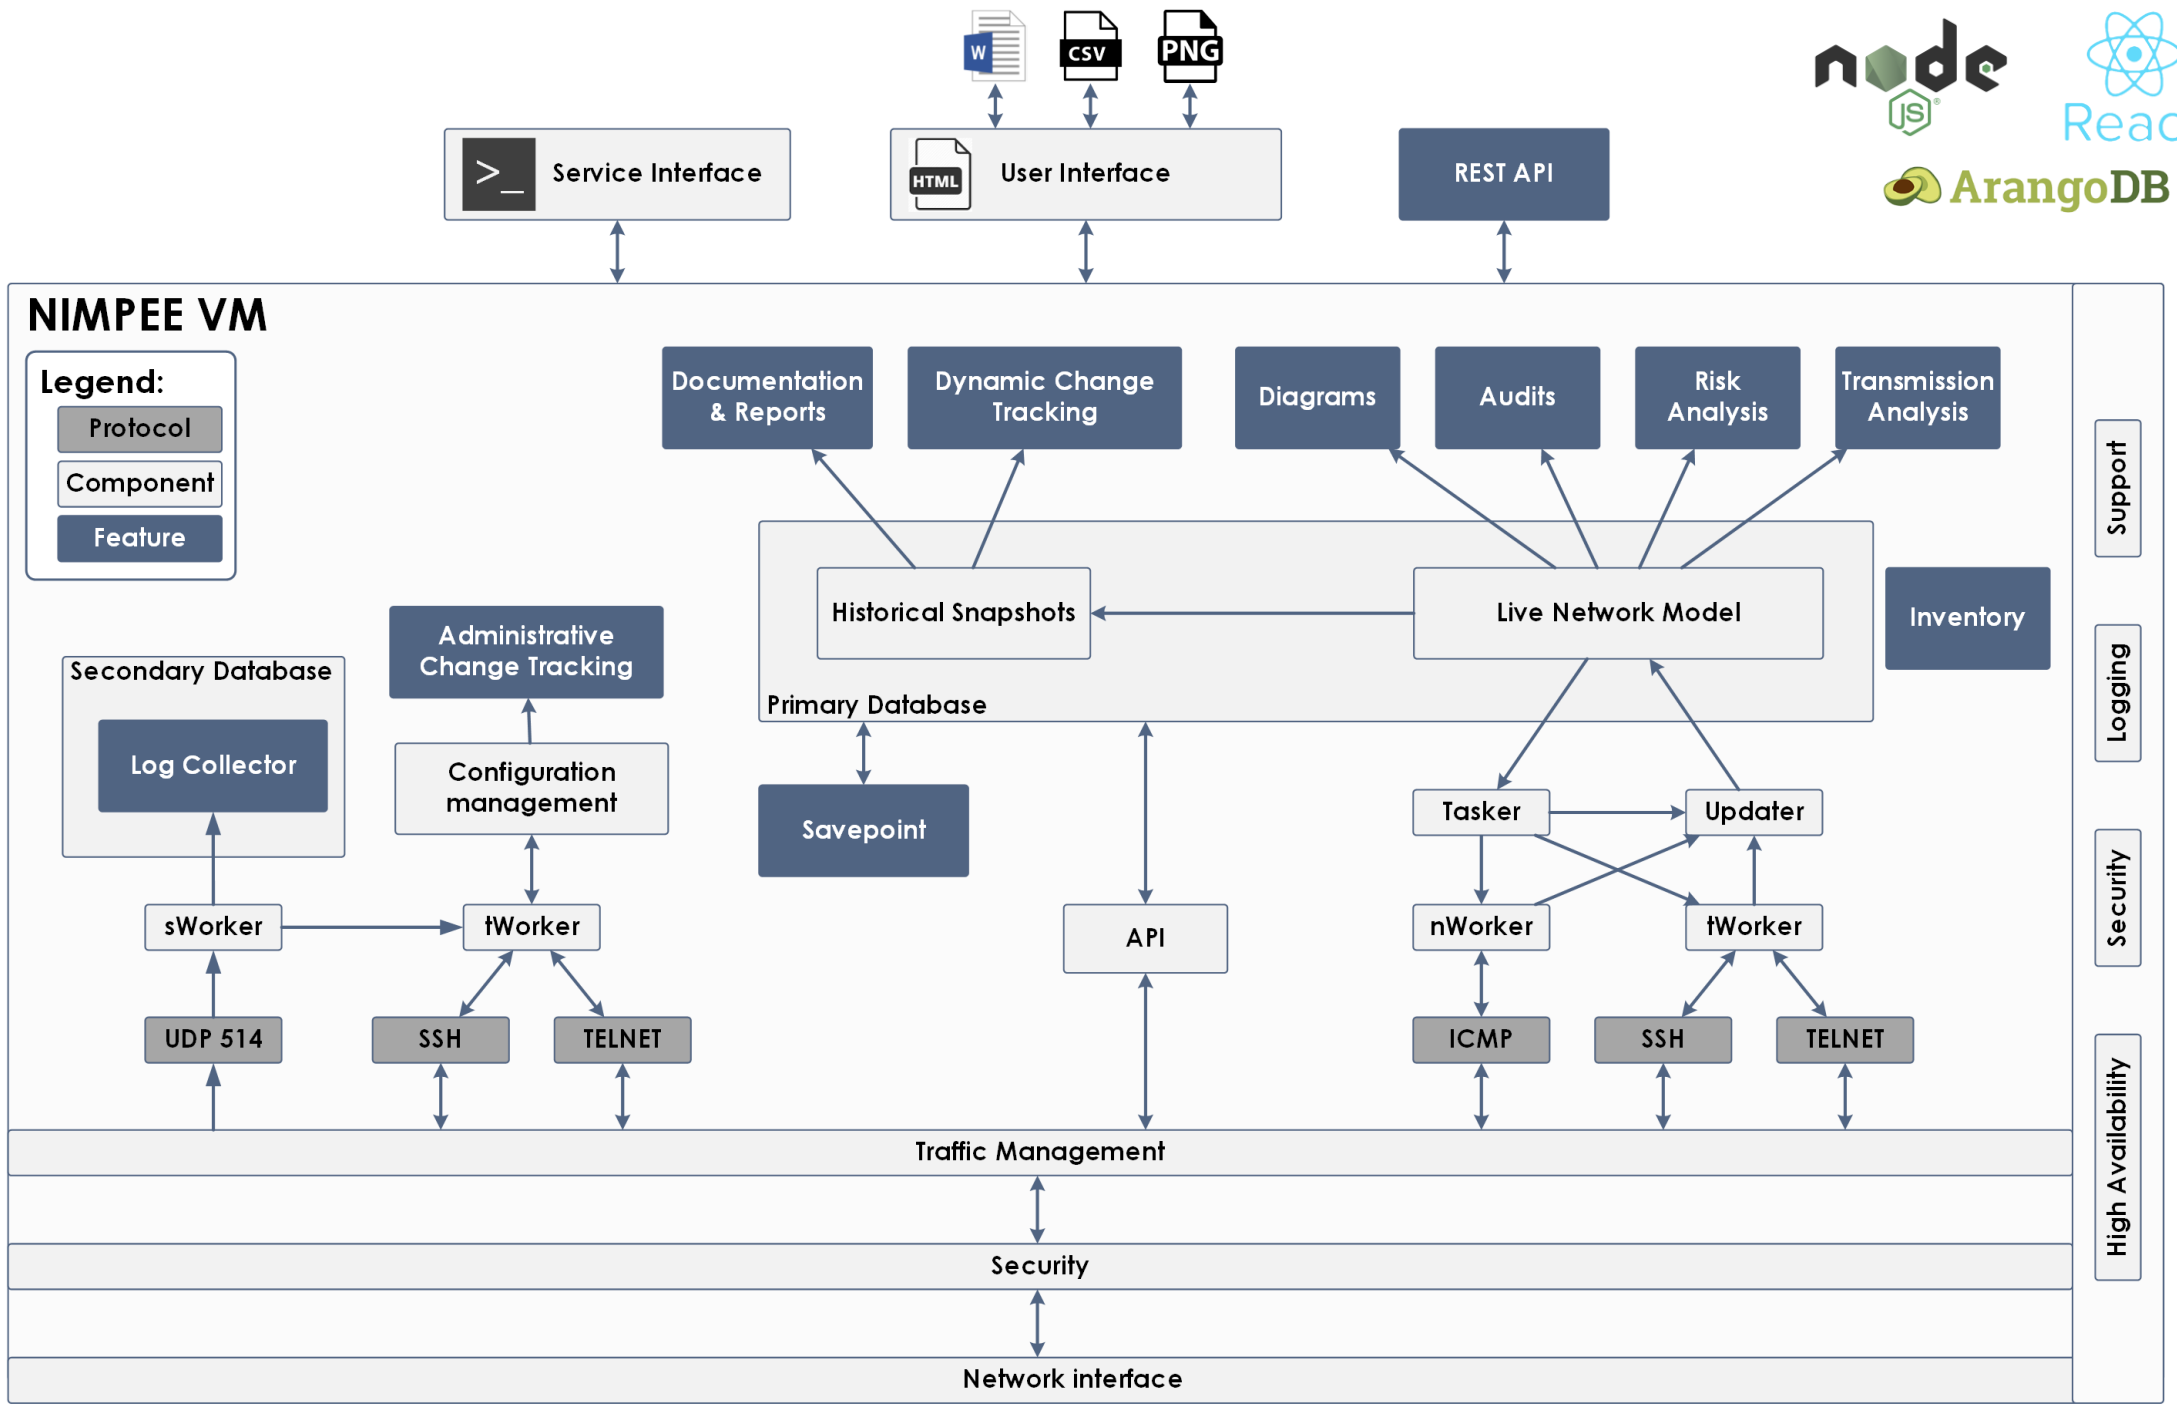 W
CSV
PNG
node
JS
Reac
ArangoDB
>_
Service Interface
HTML
User Interface
REST API
NIMPEE VM
Legend:
Protocol
Component
Feature
Documentation
& Reports
Dynamic Change
Tracking
Diagrams
Audits
Risk
Analysis
Transmission
Analysis
Historical Snapshots
Live Network Model
Primary Database
Inventory
Administrative
Change Tracking
Secondary Database
Log Collector
Configuration
management
Savepoint
Tasker
Updater
sWorker
tWorker
API
nWorker
tWorker
UDP 514
SSH
TELNET
ICMP
SSH
TELNET
Traffic Management
Security
Network interface
Support
Logging
Security
High Availability